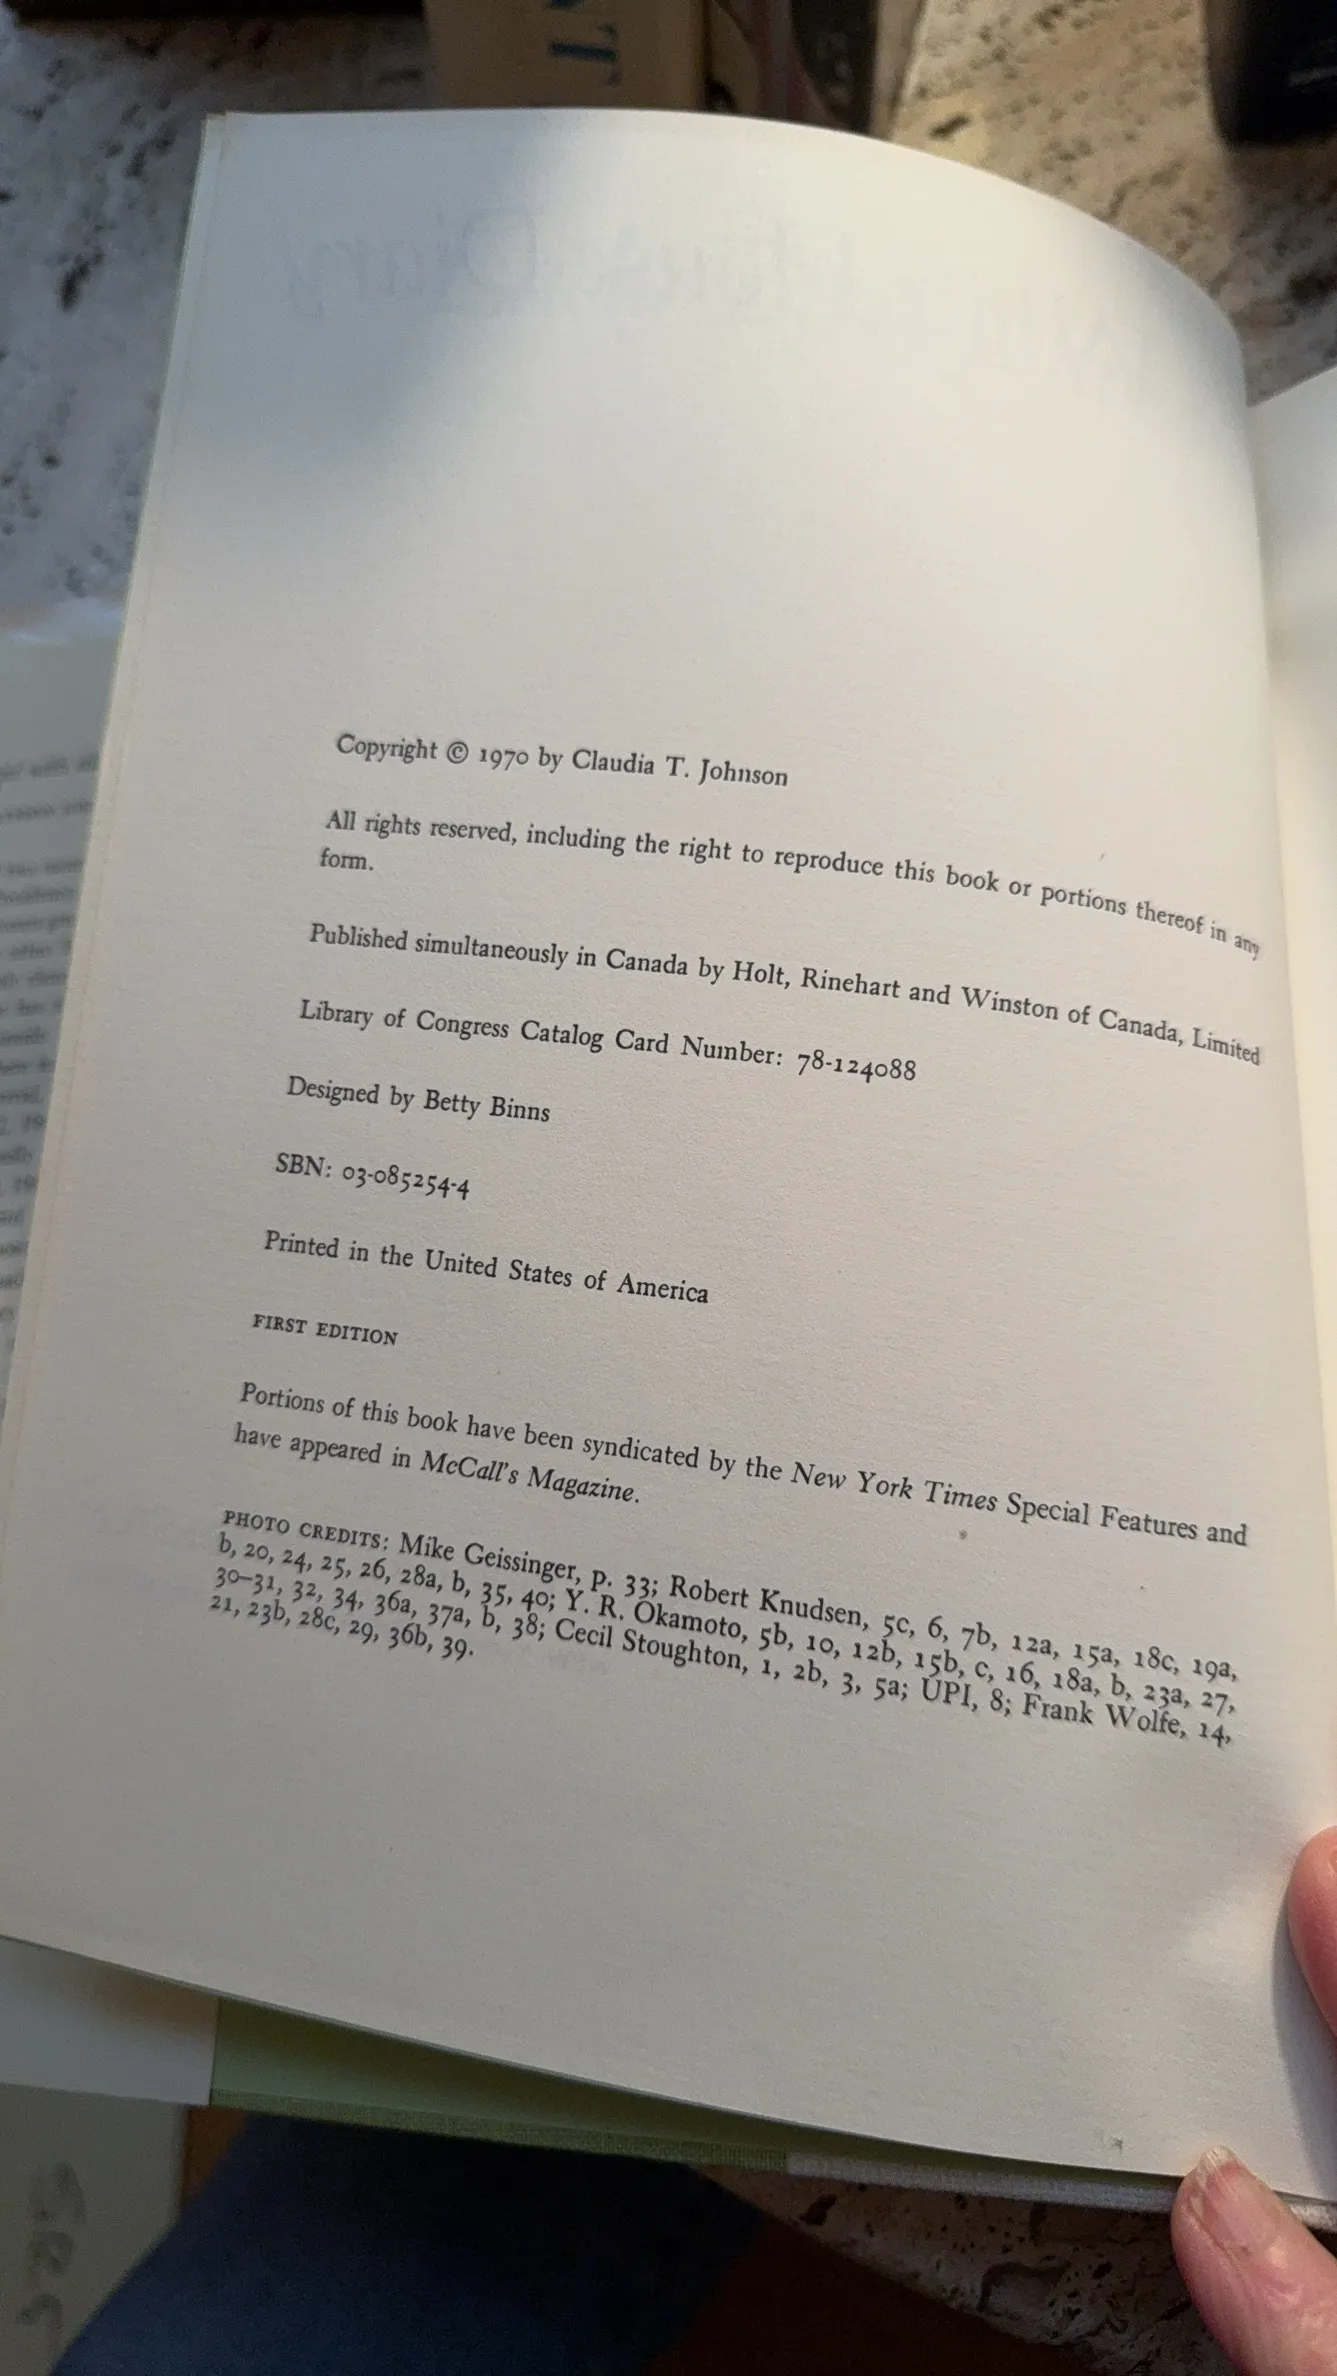 NT
Diary
Copyright © 1970 by Claudia T. Johnson
All rights reserved, including the right to reproduce this book or portions thereof in any
form.
Published simultaneously in Canada by Holt, Rinehart and Winston of Canada, Limited
Library of Congress Catalog Card Number: 78-124088
Designed by Betty Binns
SBN: 03-085254-4
Printed in the United States of America
FIRST EDITION
Portions of this book have been syndicated by the New York Times Special Features and
have appeared in McCall's Magazine.
PHOTO CREDITS: Mike Geissinger, p. 33; Robert Knudsen, 5c, 6, 7b, 12a, 15a, 18c, 19a,
b, 20, 24, 25, 26, 28a, b, 35, 40; Y. R. Okamoto, 5b, 10, 12b, 15b, c, 16, 18a, b, 23a, 27,
30–31, 32, 34, 36a, 37a, b, 38; Cecil Stoughton, 1, 2b, 3, 5a; UPI, 8; Frank Wolfe, 14,
21, 23b, 28c, 29, 36b, 39.